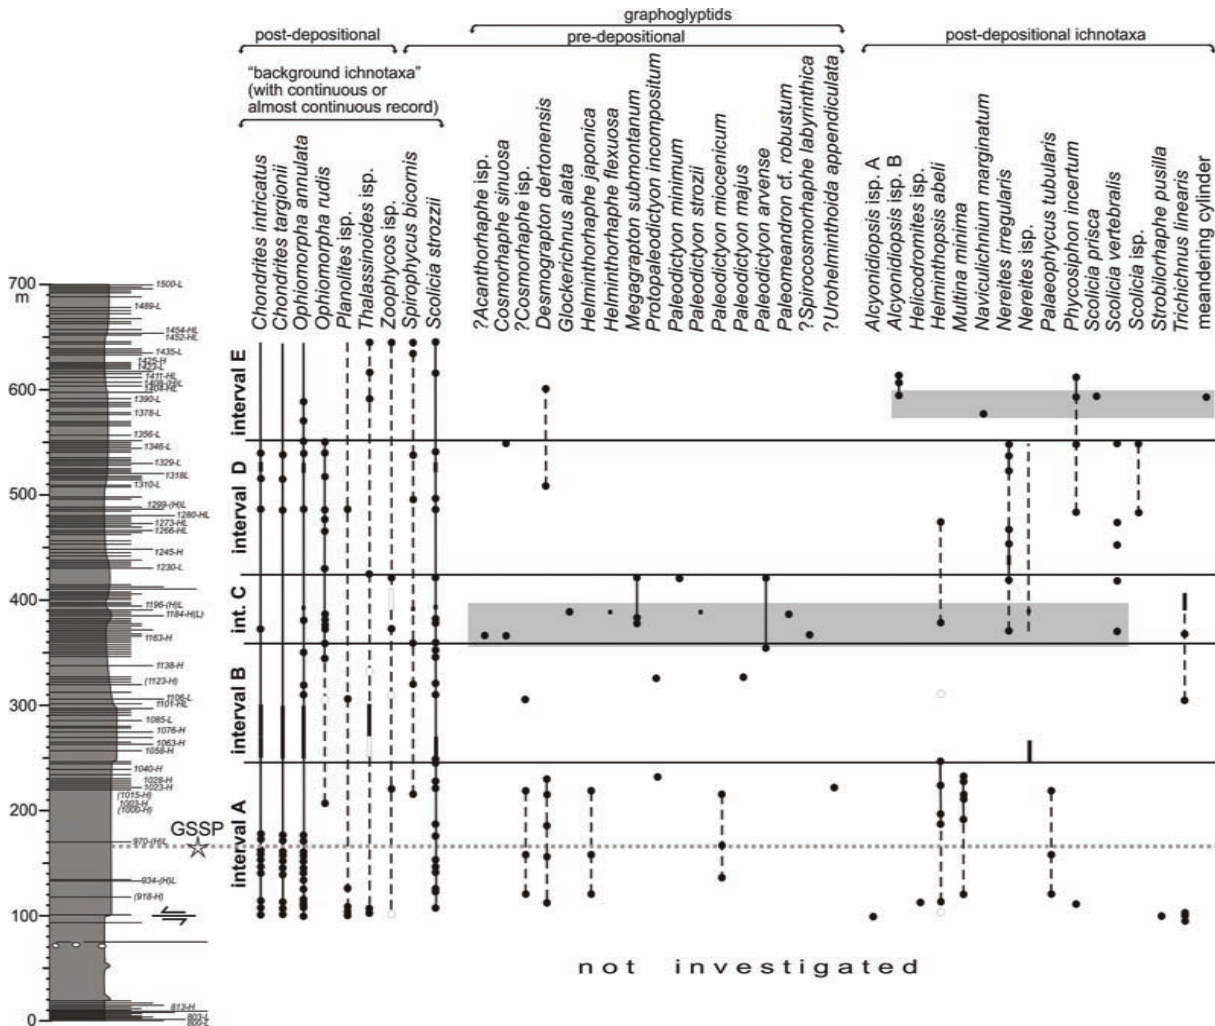 graphoglyptids
post-depositional
pre-depositional
post-depositional ichnotaxa
"background ichnotaxa"
(with continuous or
almost continuous record)
Chondrites intricatus
Chondrites targionii
Ophiomorpha annulata
Ophiomorpha rudis
Planolites isp.
Thalassinoides isp.
Zoophycos isp.
Spirophycus bicornis
Scolicia strozzii
?Acanthorhaphe isp.
Cosmorhaphe sinuosa
?Cosmorhaphe isp.
Desmograpton dertonensis
Glockerichnus alata
Helminthorhaphe japonica
Helminthorhaphe flexuosa
Megagrapton submontanum
Protopaleodictyon incompositum
Paleodictyon minimum
Paleodictyon strozii
Paleodictyon miocenicum
Paleodictyon majus
Paleodictyon arvense
Paleomeandron cf. robustum
?Spirocosmorhaphe labyrinthica
?Urohelminthoida appendiculata
Alcyonidiopsis isp. A
Alcyonidiopsis isp. B
Helicodromites isp.
Helminthopsis abeli
Multina minima
Naviculichnium marginatum
Nereites irregularis
Nereites isp.
Palaeophycus tubularis
Phycosiphon incertum
Scolicia prisca
Scolicia vertebralis
Scolicia isp.
Strobilorhaphe pusilla
Trichichnus linearis
meandering cylinder
700
m
600
500
400
300
200
100
0
1500-L
1489-L
1454-HL
1452-HL
1435-L
1425-H
1423-L
1411-HL
1408-(H)L
1404-HL
1390-L
1378-L
1356-L
1346-L
1329-L
1318L
1310-L
1299-(H)L
1280-HL
1273-HL
1266-HL
1245-H
1230-L
1196-(H)L
1184-H(L)
1163-H
1138-H
(1123-H)
1106-L
1101-HL
1085-L
1076-H
1063-H
1058-H
1040-H
1028-H
1023-H
(1015-H)
1003-H
(1000-H)
970-(H)L
934-(H)L
(918-H)
813-H
803-L
800-L
interval E
interval D
int. C
interval B
interval A
GSSP
not investigated